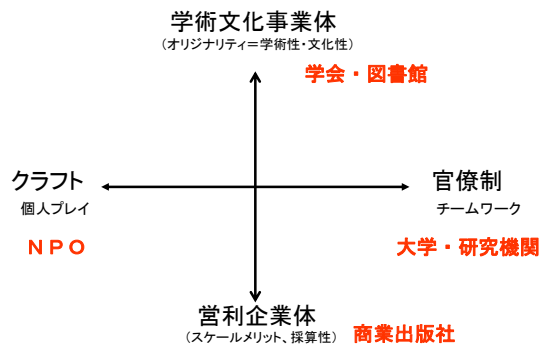 学術文化事業体
(オリジナリティ＝学術性・文化性)
学会・図書館
クラフト
個人プレイ
ＮＰＯ
官僚制
チームワーク
大学・研究機関
営利企業体
(スケールメリット、採算性)
商業出版社